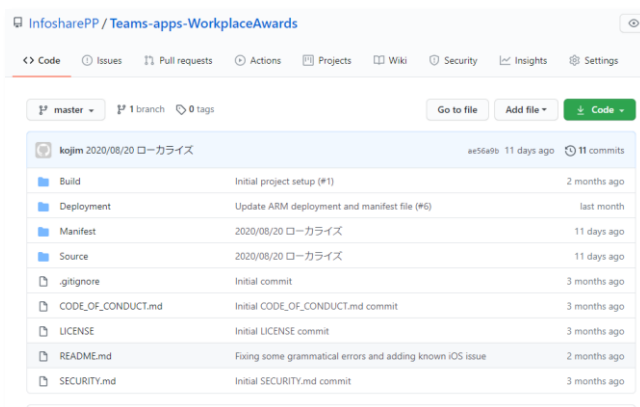 InfosharePP / Teams-apps-WorkplaceAwards
<> Code Issues Pull requests Actions Projects Wiki Security Insights Settings
master 1 branch 0 tags Go to file Add file Code
kojim 2020/08/20 ローカライズ ae56a9b 11 days ago 11 commits
Build Initial project setup (#1) 2 months ago
Deployment Update ARM deployment and manifest file (#6) last month
Manifest 2020/08/20 ローカライズ 11 days ago
Source 2020/08/20 ローカライズ 11 days ago
.gitignore Initial commit 3 months ago
CODE_OF_CONDUCT.md Initial CODE_OF_CONDUCT.md commit 3 months ago
LICENSE Initial LICENSE commit 3 months ago
README.md Fixing some grammatical errors and adding known iOS issue 2 months ago
SECURITY.md Initial SECURITY.md commit 3 months ago